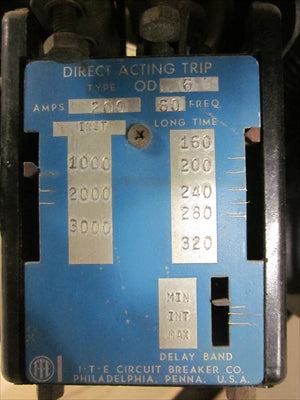 DIRECT ACTING TRIP
TYPE OD 6
AMPS 200 60 FREQ.
INST LONG TIME
160
1000 200
2000 240
3000 280
320
MIN
INT
MAX
DELAY BAND
I-T-E CIRCUIT BREAKER CO.
PHILADELPHIA, PENNA. U.S.A.